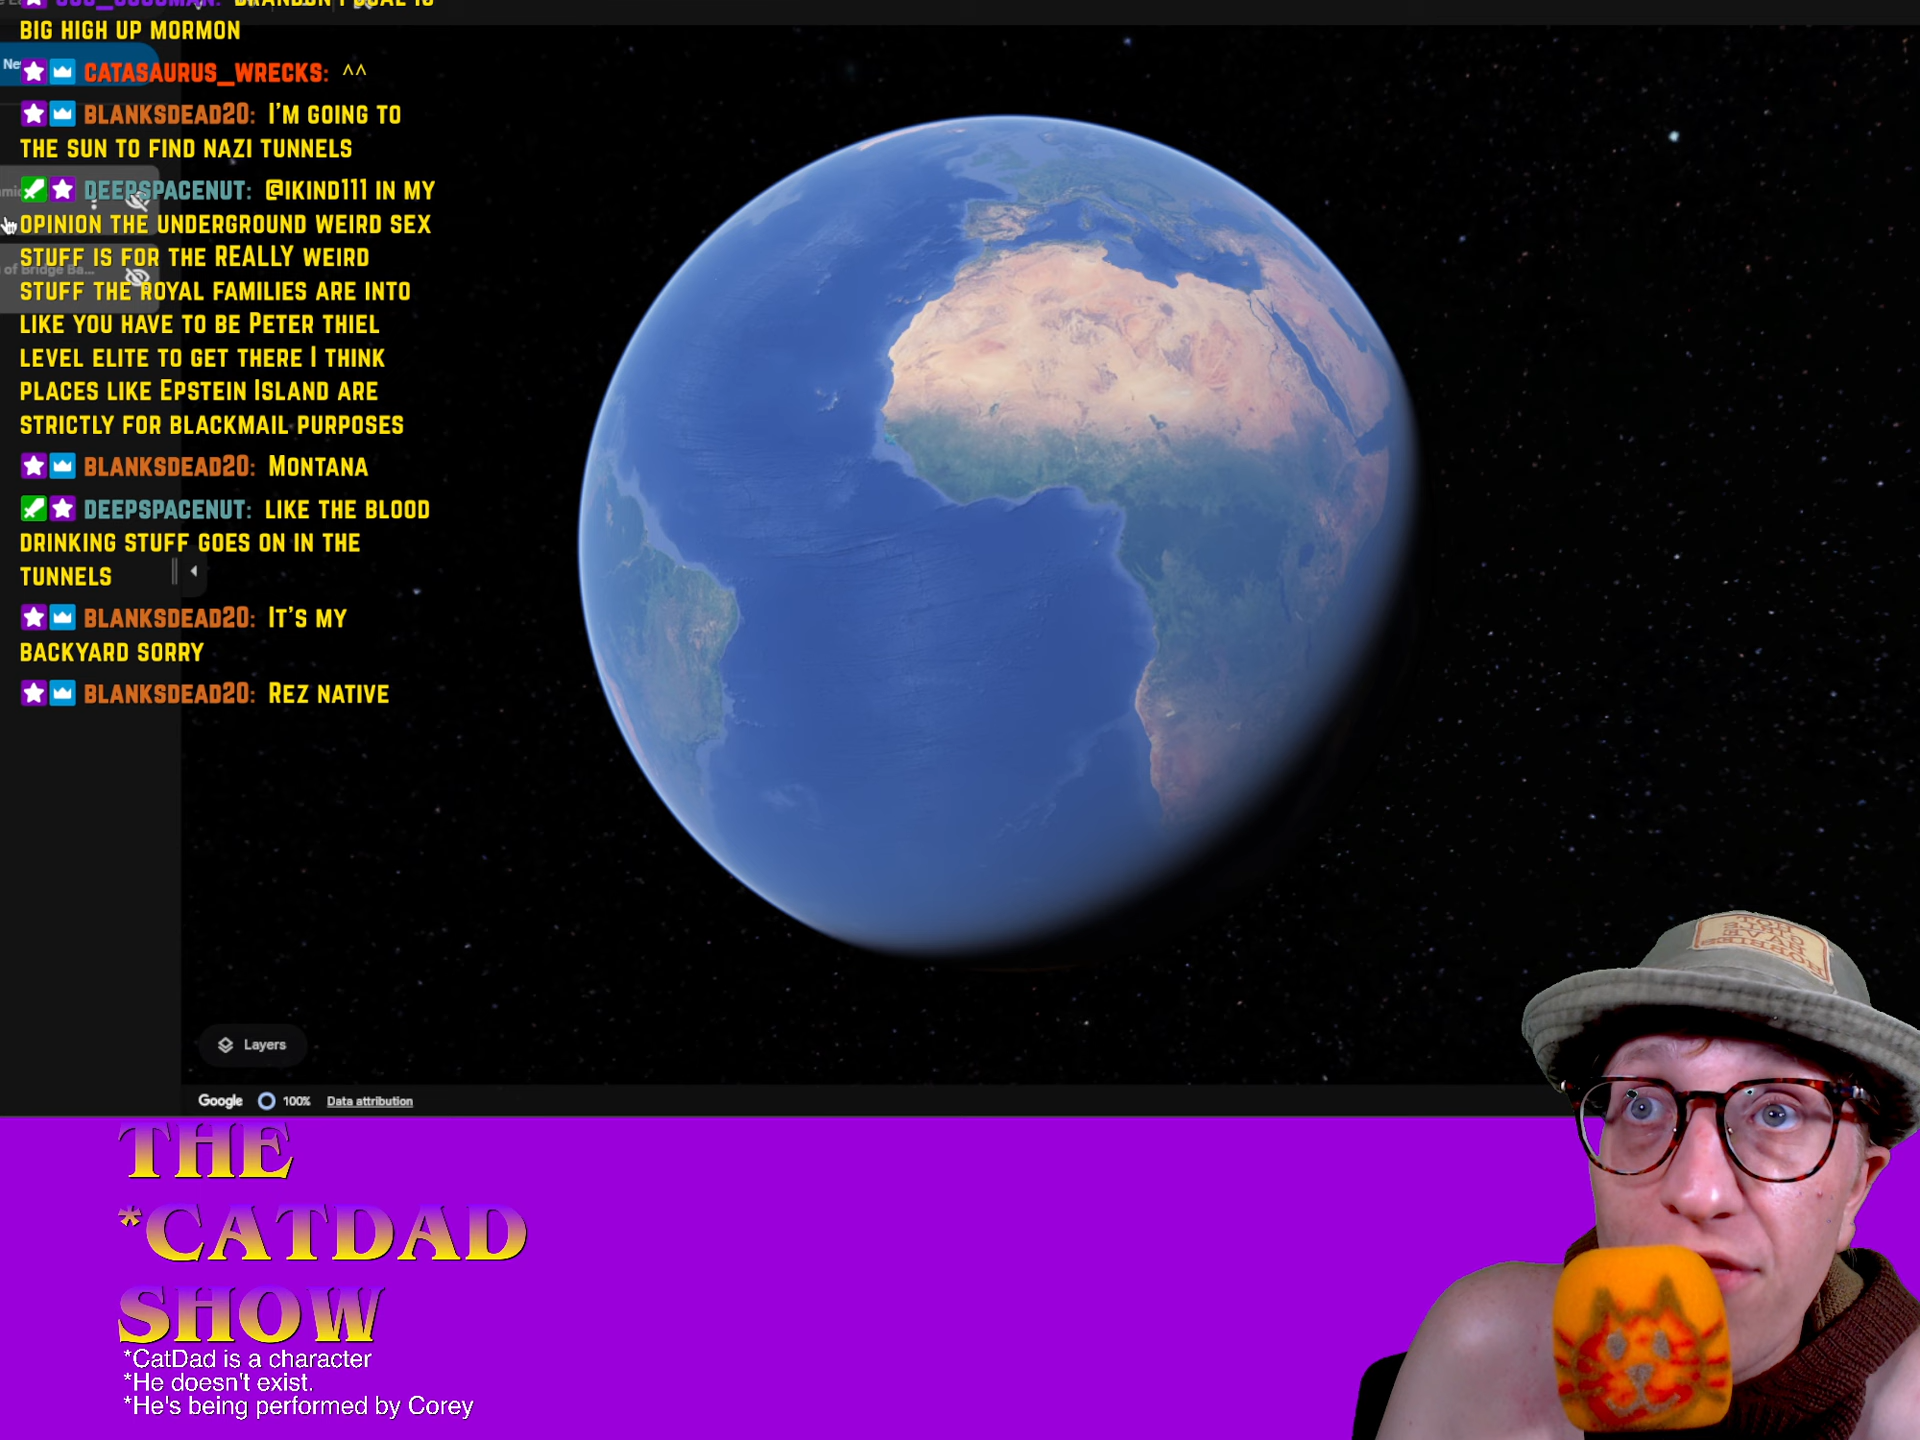 BIG HIGH UP MORMON
Ne
CATASAURUS_WRECKS: ^^
BLANKSDEAD20: I'M GOING TO
THE SUN TO FIND NAZI TUNNELS
DEEPSPACENUT: @IKIND111 IN MY
OPINION THE UNDERGROUND WEIRD SEX
STUFF IS FOR THE REALLY WEIRD
of Bridge Ba...
STUFF THE ROYAL FAMILIES ARE INTO
LIKE YOU HAVE TO BE PETER THIEL
LEVEL ELITE TO GET THERE I THINK
PLACES LIKE EPSTEIN ISLAND ARE
STRICTLY FOR BLACKMAIL PURPOSES
BLANKSDEAD20: MONTANA
DEEPSPACENUT: LIKE THE BLOOD
DRINKING STUFF GOES ON IN THE
TUNNELS
BLANKSDEAD20: IT'S MY
BACKYARD SORRY
BLANKSDEAD20: REZ NATIVE
Layers
Google 100% Data attribution
THE
*CATDAD
SHOW
*CatDad is a character
*He doesn't exist.
*He's being performed by Corey